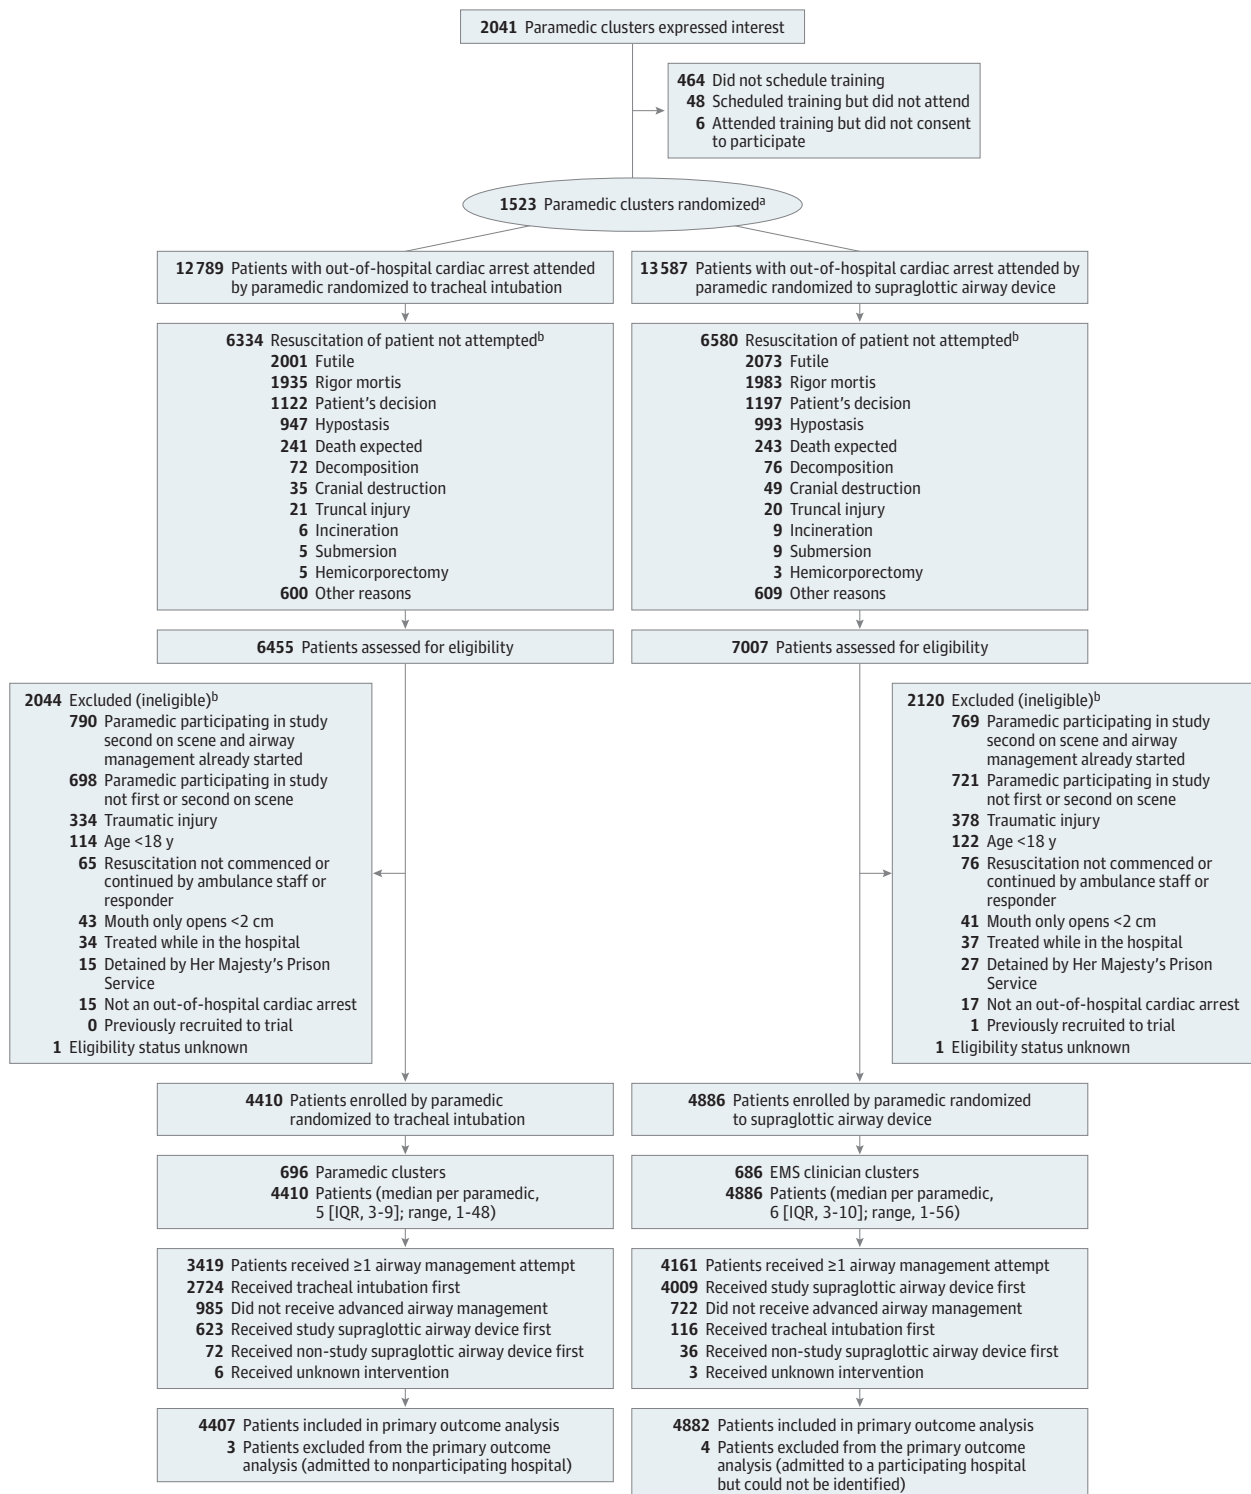 2041 Paramedic clusters expressed interest
464 Did not schedule training
48 Scheduled training but did not attend
6 Attended training but did not consent
to participate
1523 Paramedic clusters randomizedᵃ
12 789 Patients with out-of-hospital cardiac arrest attended
by paramedic randomized to tracheal intubation
13 587 Patients with out-of-hospital cardiac arrest attended by
paramedic randomized to supraglottic airway device
6334 Resuscitation of patient not attemptedᵇ
2001 Futile
1935 Rigor mortis
1122 Patient's decision
947 Hypostasis
241 Death expected
72 Decomposition
35 Cranial destruction
21 Truncal injury
6 Incineration
5 Submersion
5 Hemicorporectomy
600 Other reasons
6580 Resuscitation of patient not attemptedᵇ
2073 Futile
1983 Rigor mortis
1197 Patient's decision
993 Hypostasis
243 Death expected
76 Decomposition
49 Cranial destruction
20 Truncal injury
9 Incineration
9 Submersion
3 Hemicorporectomy
609 Other reasons
6455 Patients assessed for eligibility
7007 Patients assessed for eligibility
2044 Excluded (ineligible)ᵇ
790 Paramedic participating in study
second on scene and airway
management already started
698 Paramedic participating in study
not first or second on scene
334 Traumatic injury
114 Age <18 y
65 Resuscitation not commenced or
continued by ambulance staff or
responder
43 Mouth only opens <2 cm
34 Treated while in the hospital
15 Detained by Her Majesty's Prison
Service
15 Not an out-of-hospital cardiac arrest
0 Previously recruited to trial
1 Eligibility status unknown
2120 Excluded (ineligible)ᵇ
769 Paramedic participating in study
second on scene and airway
management already started
721 Paramedic participating in study
not first or second on scene
378 Traumatic injury
122 Age <18 y
76 Resuscitation not commenced or
continued by ambulance staff or
responder
41 Mouth only opens <2 cm
37 Treated while in the hospital
27 Detained by Her Majesty's Prison
Service
17 Not an out-of-hospital cardiac arrest
1 Previously recruited to trial
1 Eligibility status unknown
4410 Patients enrolled by paramedic
randomized to tracheal intubation
4886 Patients enrolled by paramedic randomized
to supraglottic airway device
696 Paramedic clusters
4410 Patients (median per paramedic,
5 [IQR, 3-9]; range, 1-48)
686 EMS clinician clusters
4886 Patients (median per paramedic,
6 [IQR, 3-10]; range, 1-56)
3419 Patients received ≥1 airway management attempt
2724 Received tracheal intubation first
985 Did not receive advanced airway management
623 Received study supraglottic airway device first
72 Received non-study supraglottic airway device first
6 Received unknown intervention
4161 Patients received ≥1 airway management attempt
4009 Received study supraglottic airway device first
722 Did not receive advanced airway management
116 Received tracheal intubation first
36 Received non-study supraglottic airway device first
3 Received unknown intervention
4407 Patients included in primary outcome analysis
3 Patients excluded from the primary outcome
analysis (admitted to nonparticipating hospital)
4882 Patients included in primary outcome analysis
4 Patients excluded from the primary outcome
analysis (admitted to a participating hospital
but could not be identified)